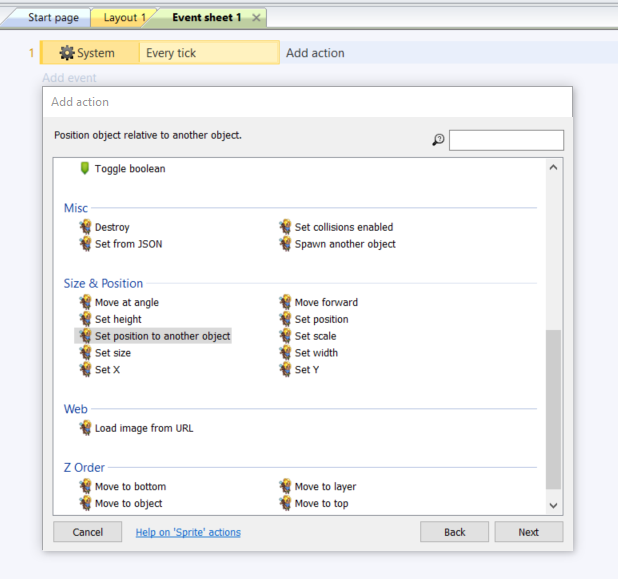 Start page Layout 1 Event sheet 1
1 System Every tick Add action
Add event
Add action
Position object relative to another object.
Toggle boolean
Misc
Destroy Set collisions enabled
Set from JSON Spawn another object
Size & Position
Move at angle Move forward
Set height Set position
Set position to another object Set scale
Set size Set width
Set X Set Y
Web
Load image from URL
Z Order
Move to bottom Move to layer
Move to object Move to top
Cancel Help on 'Sprite' actions Back Next